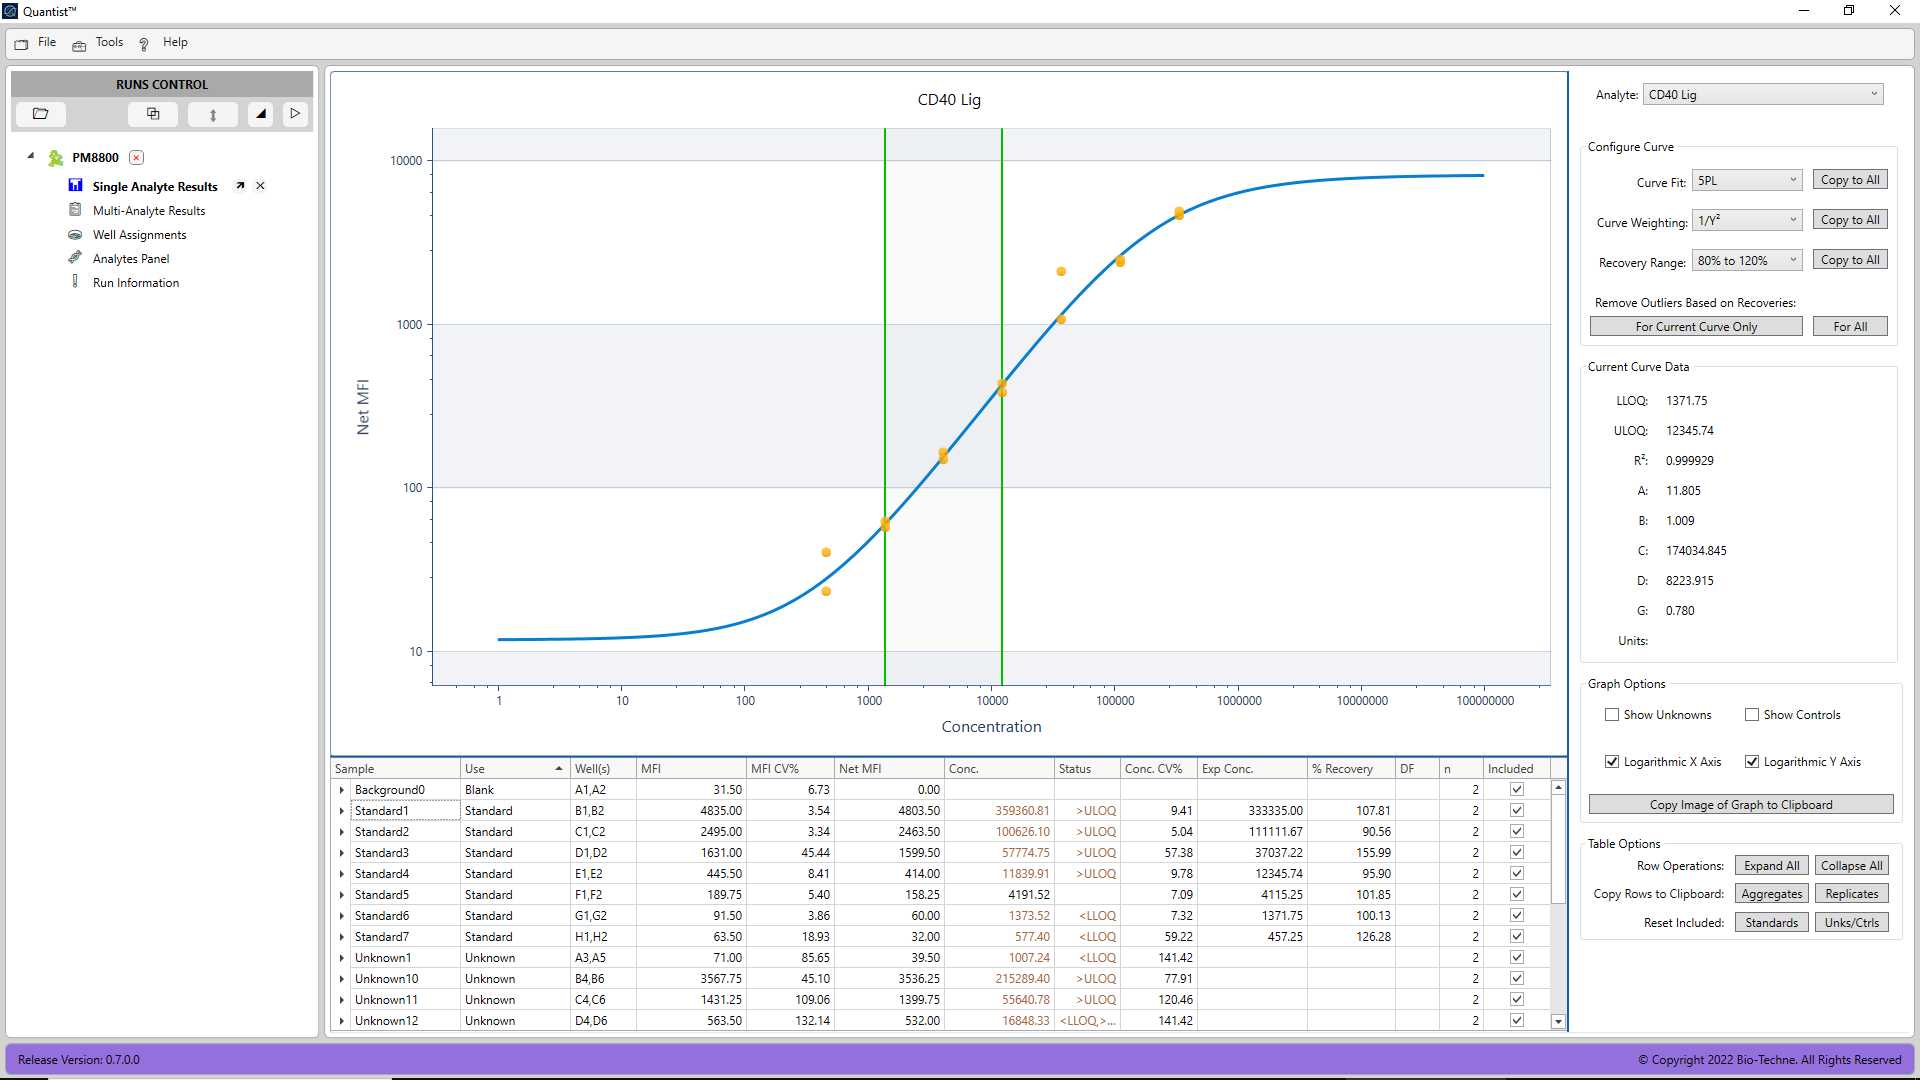 Quantist™
File Tools Help
RUNS CONTROL
PM8800
Single Analyte Results
Multi-Analyte Results
Well Assignments
Analytes Panel
Run Information
CD40 Lig
Net MFI
10000
1000
100
10
1 10 100 1000 10000 100000 1000000 10000000 100000000
Concentration
Sample Use Well(s) MFI MFI CV% Net MFI Conc. Status Conc. CV% Exp Conc. % Recovery DF n Included
Background0 Blank A1,A2 31.50 6.73 0.00 2
Standard1 Standard B1,B2 4835.00 3.54 4803.50 359360.81 >ULOQ 9.41 333335.00 107.81 2
Standard2 Standard C1,C2 2495.00 3.34 2463.50 100626.10 >ULOQ 5.04 111111.67 90.56 2
Standard3 Standard D1,D2 1631.00 45.44 1599.50 57774.75 >ULOQ 57.38 37037.22 155.99 2
Standard4 Standard E1,E2 445.50 8.41 414.00 11839.91 >ULOQ 9.78 12345.74 95.90 2
Standard5 Standard F1,F2 189.75 5.40 158.25 4191.52 7.09 4115.25 101.85 2
Standard6 Standard G1,G2 91.50 3.86 60.00 1373.52 <LLOQ 7.32 1371.75 100.13 2
Standard7 Standard H1,H2 63.50 18.93 32.00 577.40 <LLOQ 59.22 457.25 126.28 2
Unknown1 Unknown A3,A5 71.00 85.65 39.50 1007.24 <LLOQ 141.42 2
Unknown10 Unknown B4,B6 3567.75 45.10 3536.25 215289.40 >ULOQ 77.91 2
Unknown11 Unknown C4,C6 1431.25 109.06 1399.75 55640.78 >ULOQ 120.46 2
Unknown12 Unknown D4,D6 563.50 132.14 532.00 16848.33 <LLOQ,>... 141.42 2
Analyte: CD40 Lig
Configure Curve
Curve Fit: 5PL Copy to All
Curve Weighting: 1/Y² Copy to All
Recovery Range: 80% to 120% Copy to All
Remove Outliers Based on Recoveries:
For Current Curve Only For All
Current Curve Data
LLOQ: 1371.75
ULOQ: 12345.74
R²: 0.999929
A: 11.805
B: 1.009
C: 174034.845
D: 8223.915
G: 0.780
Units:
Graph Options
Show Unknowns Show Controls
Logarithmic X Axis Logarithmic Y Axis
Copy Image of Graph to Clipboard
Table Options
Row Operations: Expand All Collapse All
Copy Rows to Clipboard: Aggregates Replicates
Reset Included: Standards Unks/Ctrls
Release Version: 0.7.0.0
© Copyright 2022 Bio-Techne. All Rights Reserved